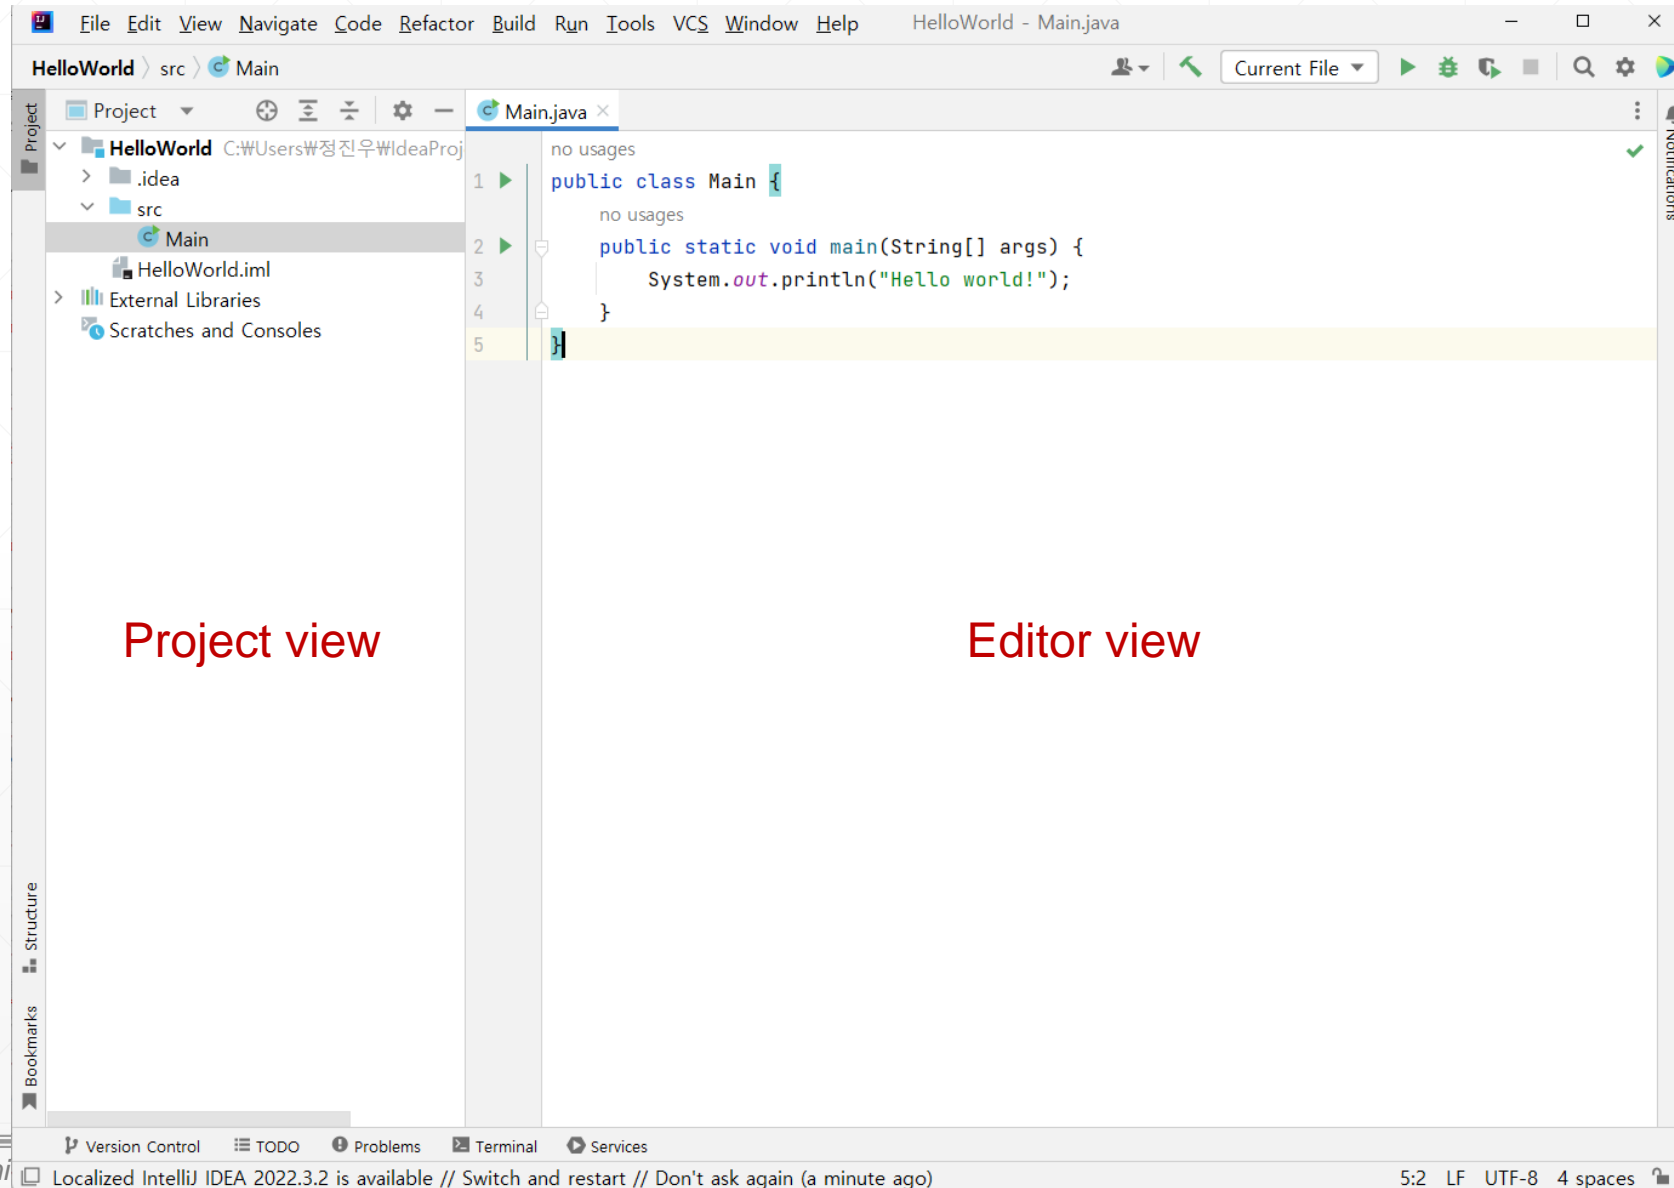 File Edit View Navigate Code Refactor Build Run Tools VCS Window Help HelloWorld - Main.java
HelloWorld src Main
Current File
Project
Project
Main.java
Notifications
HelloWorld C:₩Users₩정진우₩IdeaProj
.idea
src
Main
HelloWorld.iml
External Libraries
Scratches and Consoles
no usages
1 public class Main {
no usages
2 public static void main(String[] args) {
3 System.out.println("Hello world!");
4 }
5 }
Project view
Editor view
Structure
Bookmarks
Version Control TODO Problems Terminal Services
Localized IntelliJ IDEA 2022.3.2 is available // Switch and restart // Don't ask again (a minute ago) 5:2 LF UTF-8 4 spaces